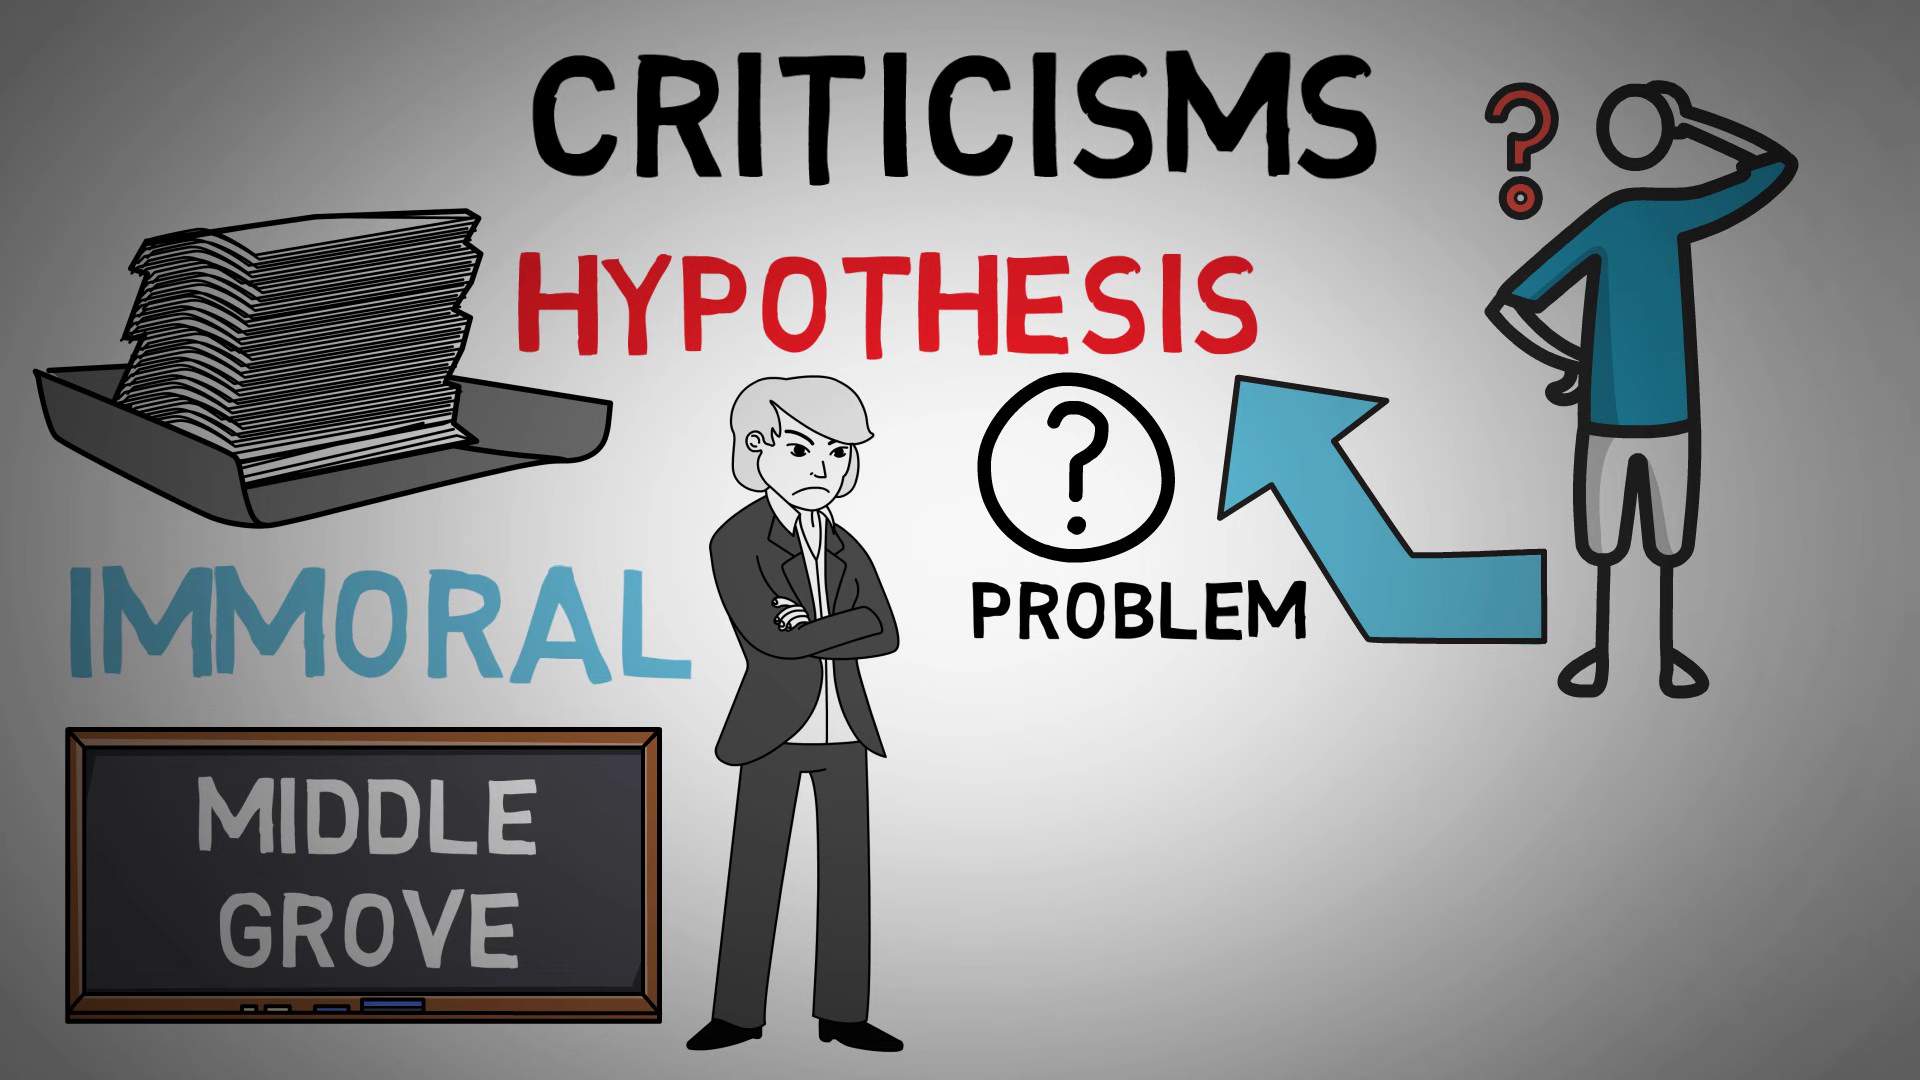 CRITICISMS
?
HYPOTHESIS
?
IMMORAL
PROBLEM
MIDDLE
GROVE